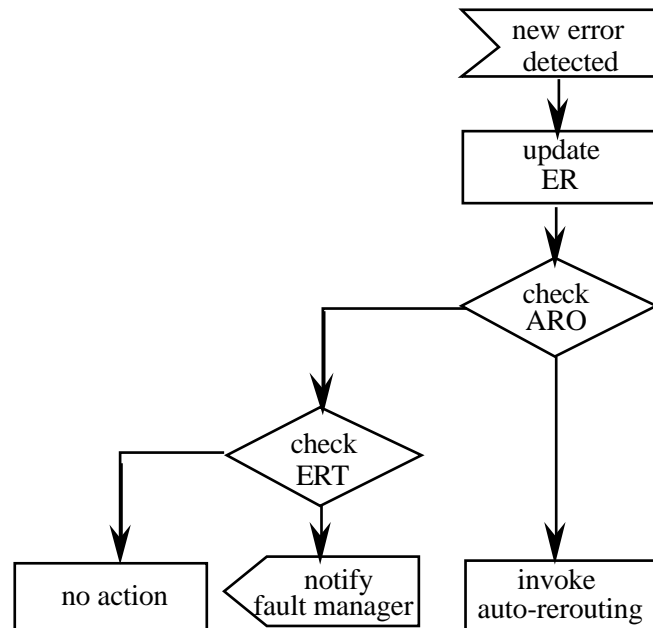 new error
detected
update
ER
check
ARO
check
ERT
no action
notify
fault manager
invoke
auto-rerouting